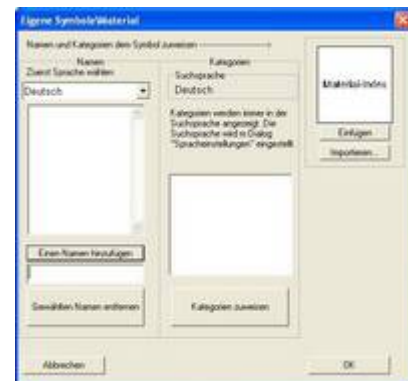 Eigene Symbole\Material
Namen und Kategorien dem Symbol zuweisen
Namen
Zuerst Sprache wählen
Deutsch
Einen Namen hinzufügen
Gewählten Namen entfernen
Kategorien
Suchsprache
Deutsch
Kategorien werden immer in der
Suchsprache angezeigt. Die
Suchsprache wird in Dialog
"Spracheinstellungen" eingestellt.
Kategorien zuweisen
Material-Index
Einfügen
Importieren...
Abbrechen
OK